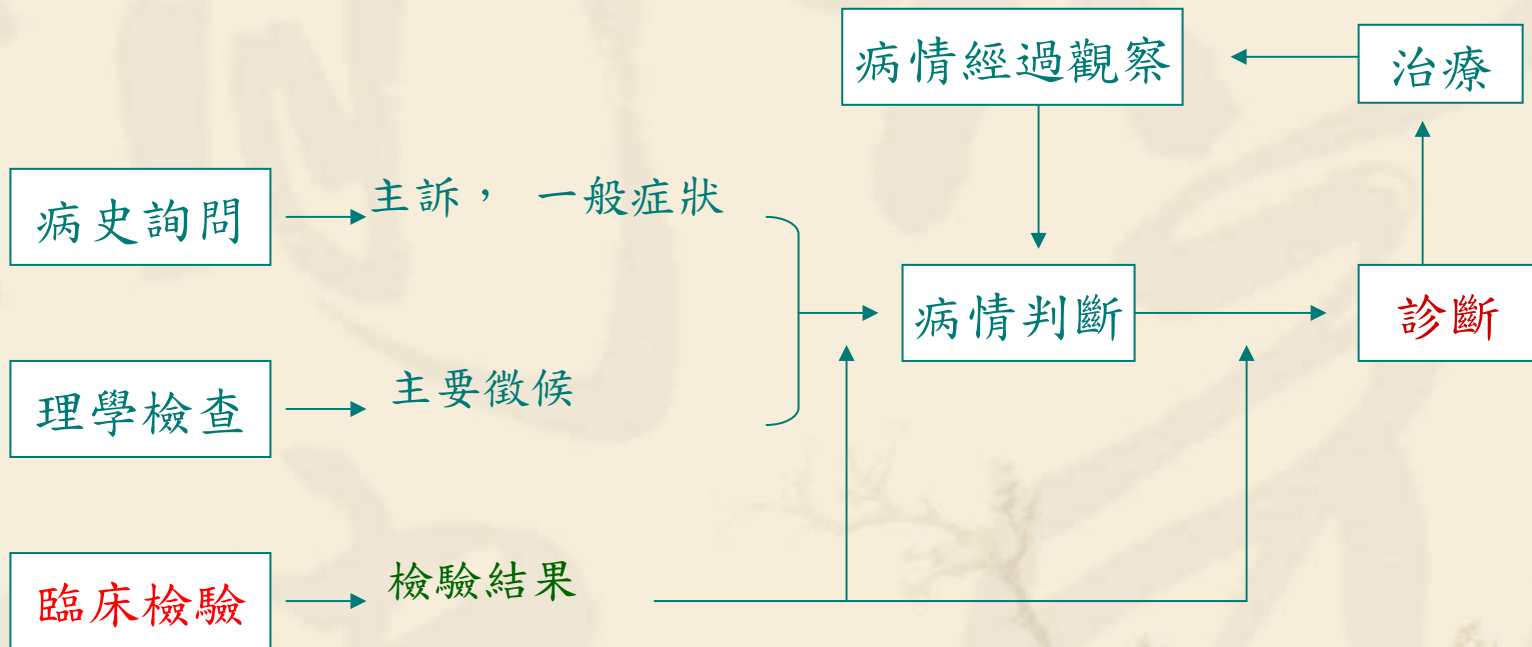 病情經過觀察
治療
病史詢問
主訴， 一般症狀
病情判斷
診斷
理學檢查
主要徵候
臨床檢驗
檢驗結果